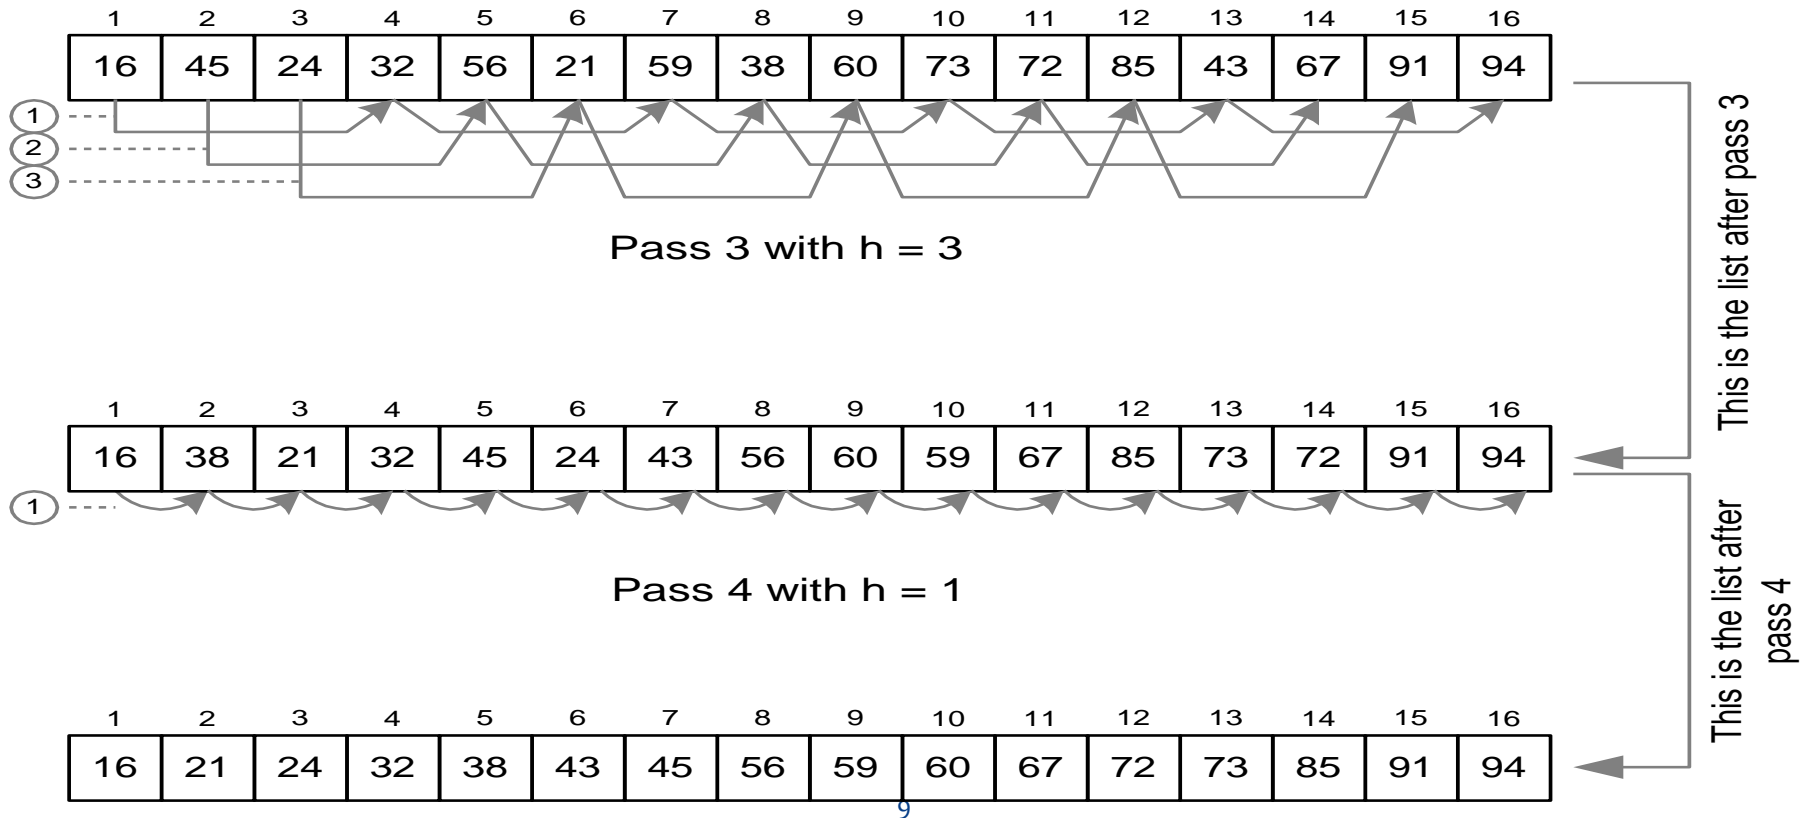 1 2 3 4 5 6 7 8 9 10 11 12 13 14 15 16
16 45 24 32 56 21 59 38 60 73 72 85 43 67 91 94
1
2
3
Pass 3 with h = 3
This is the list after pass 3
1 2 3 4 5 6 7 8 9 10 11 12 13 14 15 16
16 38 21 32 45 24 43 56 60 59 67 85 73 72 91 94
1
Pass 4 with h = 1
This is the list after
pass 4
1 2 3 4 5 6 7 8 9 10 11 12 13 14 15 16
16 21 24 32 38 43 45 56 59 60 67 72 73 85 91 94
9